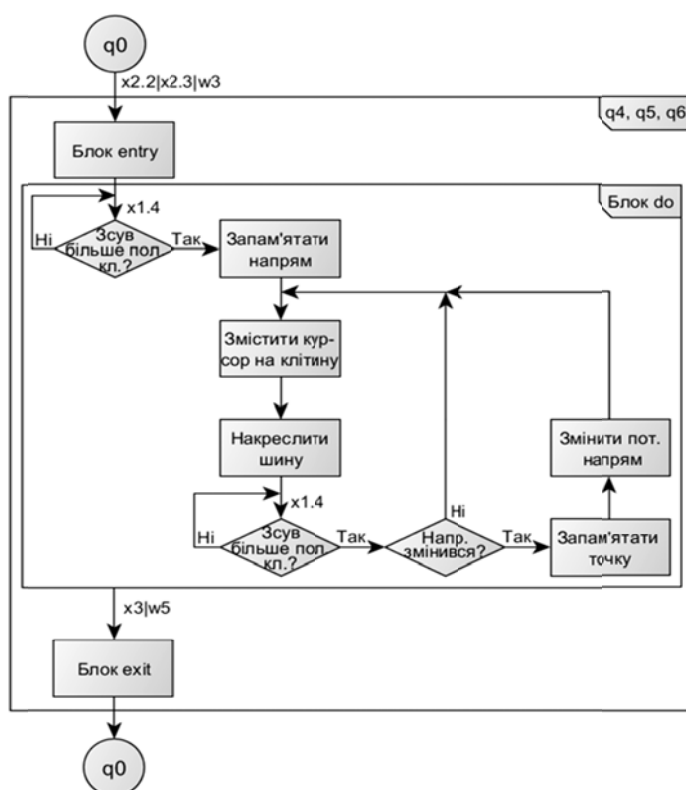 q0
x2.2|x2.3|w3
q4, q5, q6
Блок entry
Блок do
x1.4
Зсув
більше пол
кл.?
Ні
Так
Запам'ятати
напрям
Змістити кур-
сор на клітину
Накреслити
шину
Змінити пот.
напрям
x1.4
Ні
Зсув
більше пол
кл.?
Так
Ні
Напр.
змінився?
Так
Запам'ятати
точку
x3|w5
Блок exit
q0